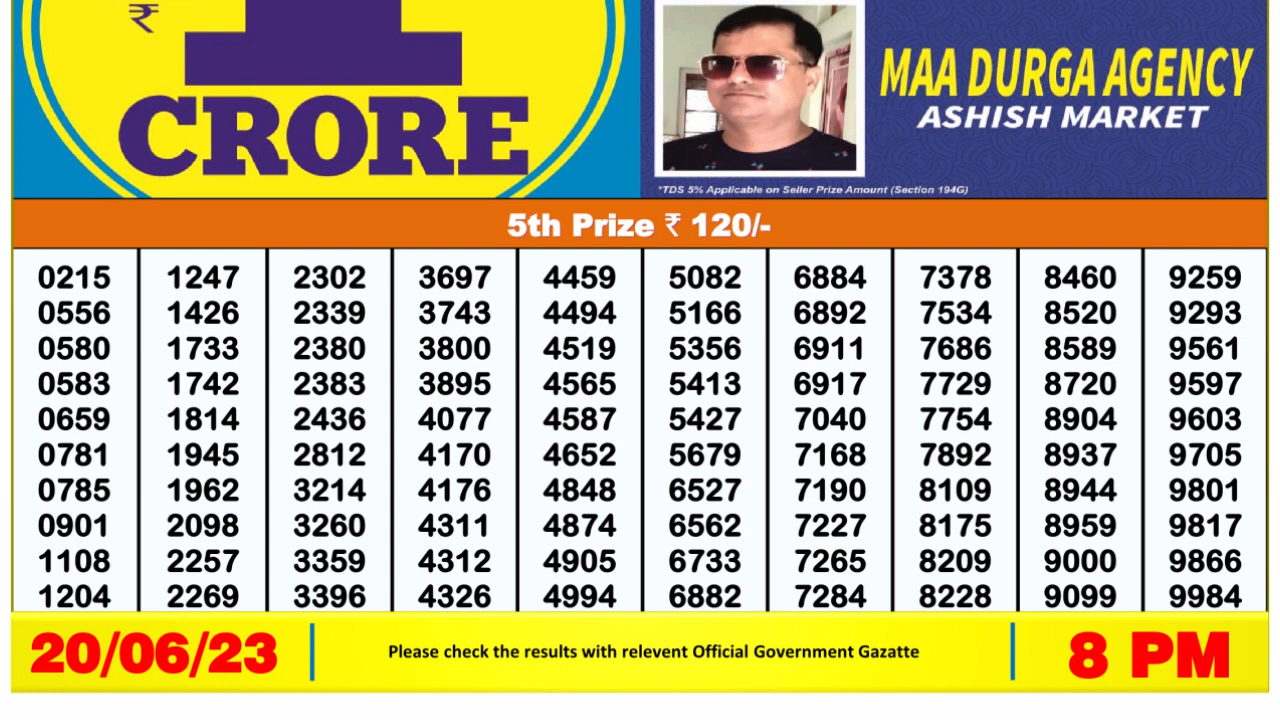 ₹
1
CRORE
MAA DURGA AGENCY
ASHISH MARKET
*TDS 5% Applicable on Seller Prize Amount (Section 194G)
5th Prize ₹ 120/-
0215 1247 2302 3697 4459 5082 6884 7378 8460 9259
0556 1426 2339 3743 4494 5166 6892 7534 8520 9293
0580 1733 2380 3800 4519 5356 6911 7686 8589 9561
0583 1742 2383 3895 4565 5413 6917 7729 8720 9597
0659 1814 2436 4077 4587 5427 7040 7754 8904 9603
0781 1945 2812 4170 4652 5679 7168 7892 8937 9705
0785 1962 3214 4176 4848 6527 7190 8109 8944 9801
0901 2098 3260 4311 4874 6562 7227 8175 8959 9817
1108 2257 3359 4312 4905 6733 7265 8209 9000 9866
1204 2269 3396 4326 4994 6882 7284 8228 9099 9984
20/06/23
Please check the results with relevent Official Government Gazatte
8 PM